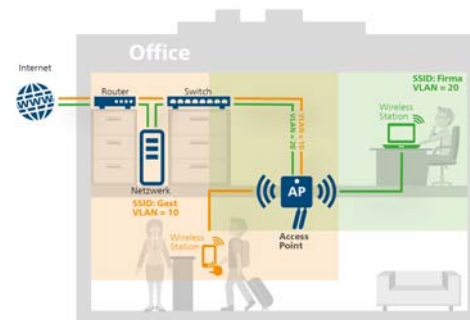 Office
Internet
WWW
Router
Switch
SSID: Firma
VLAN = 20
Wireless
Station
VLAN = 10
VLAN = 20
Netzwerk
SSID: Gast
VLAN = 10
AP
Access
Point
Wireless
Station